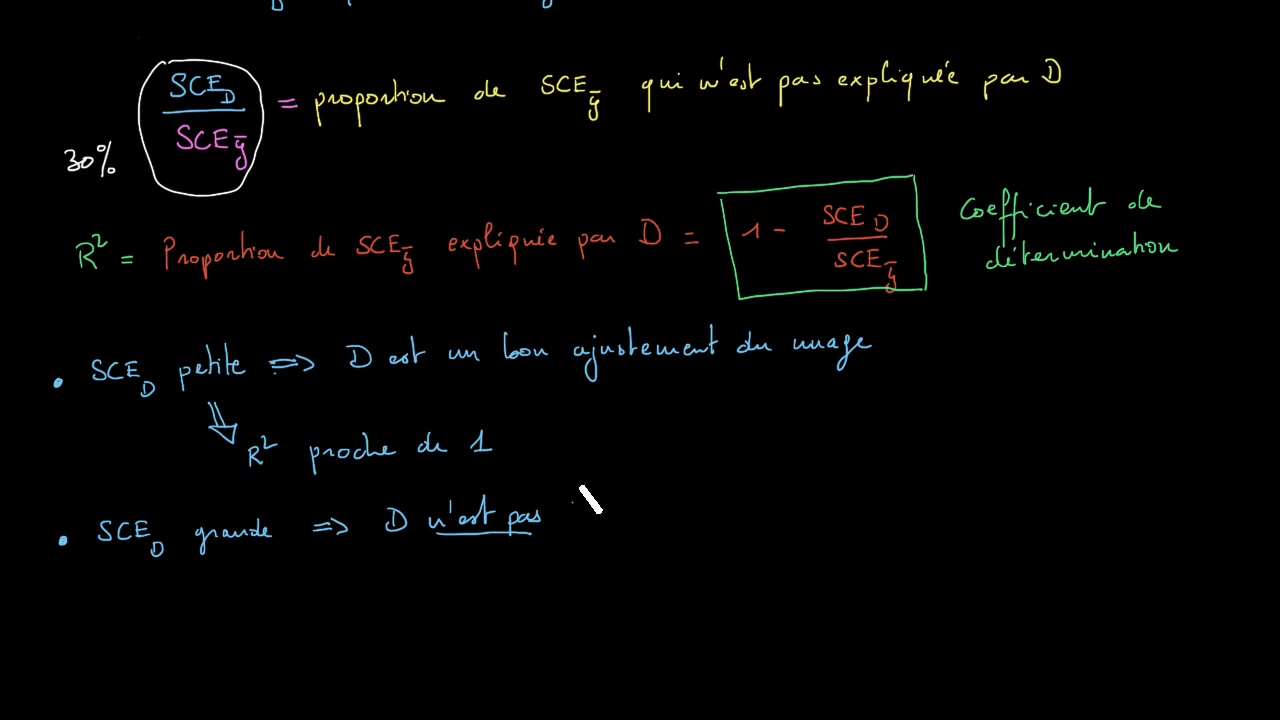 SCE_D / SCE_ȳ = proportion de SCE_ȳ qui n'est pas expliquée par D
30%
R² = Proportion de SCE_ȳ expliquée par D = 1 - SCE_D / SCE_ȳ
Coefficient de
détermination
• SCE_D petite => D est un bon ajustement du nuage
⇓
R² proche de 1
• SCE_D grande => D n'est pas